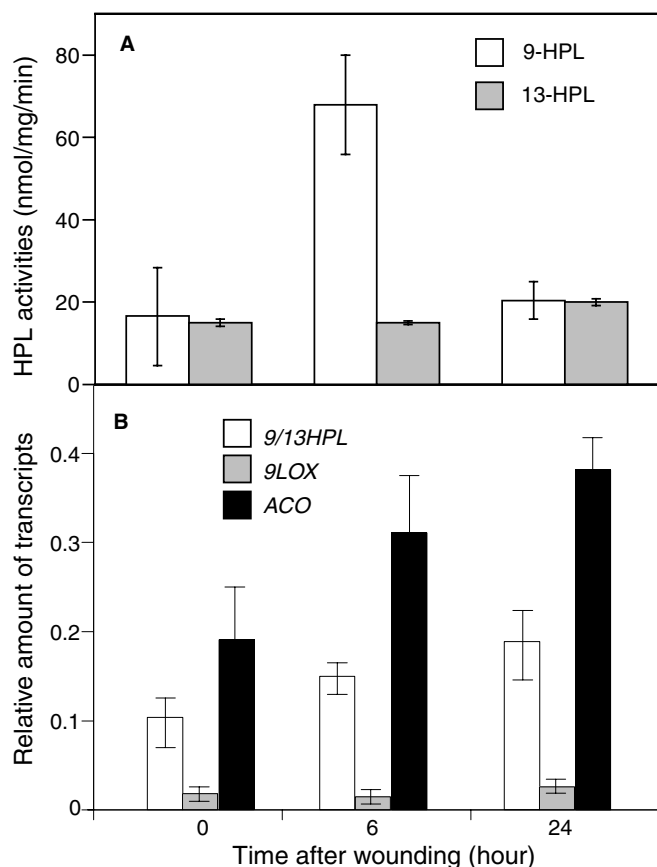 A
9-HPL
13-HPL
HPL activities (nmol/mg/min)
80
60
40
20
0
B
9/13HPL
9LOX
ACO
Relative amount of transcripts
0.4
0.3
0.2
0.1
0
0 6 24
Time after wounding (hour)